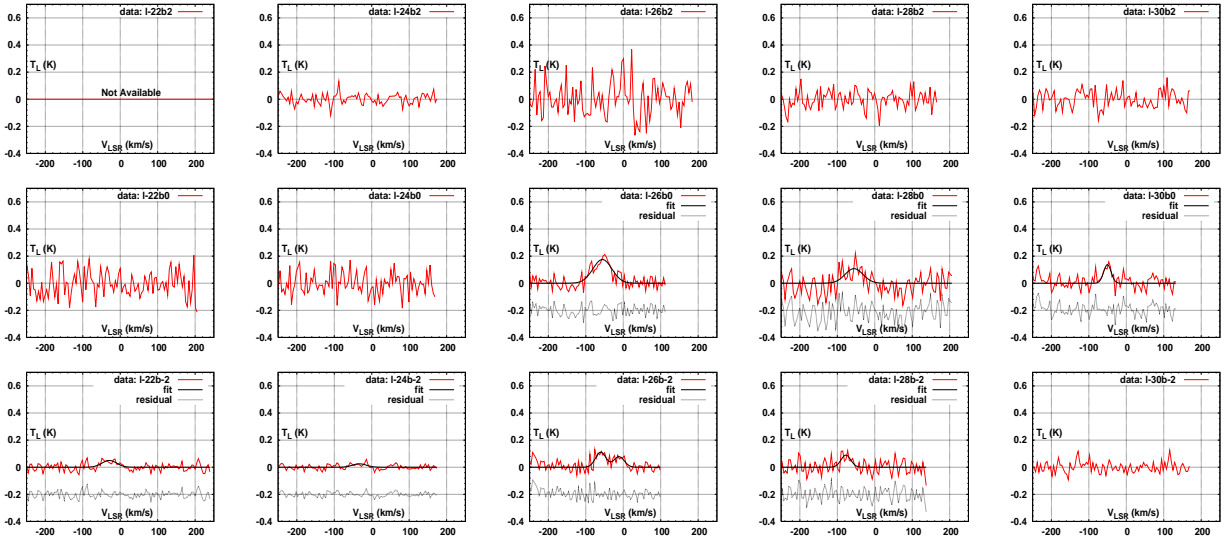 data: l-22b2
0.6
0.4
0.2
0
-0.2
-0.4
T_L (K)
Not Available
V_LSR (km/s)
-200 -100 0 100 200
data: l-24b2
0.6
0.4
0.2
0
-0.2
-0.4
T_L (K)
V_LSR (km/s)
-200 -100 0 100 200
data: l-26b2
0.6
0.4
0.2
0
-0.2
-0.4
T_L (K)
V_LSR (km/s)
-200 -100 0 100 200
data: l-28b2
0.6
0.4
0.2
0
-0.2
-0.4
T_L (K)
V_LSR (km/s)
-200 -100 0 100 200
data: l-30b2
0.6
0.4
0.2
0
-0.2
-0.4
T_L (K)
V_LSR (km/s)
-200 -100 0 100 200
data: l-22b0
0.6
0.4
0.2
0
-0.2
-0.4
T_L (K)
V_LSR (km/s)
-200 -100 0 100 200
data: l-24b0
0.6
0.4
0.2
0
-0.2
-0.4
T_L (K)
V_LSR (km/s)
-200 -100 0 100 200
data: l-26b0
fit
residual
0.6
0.4
0.2
0
-0.2
-0.4
T_L (K)
V_LSR (km/s)
-200 -100 0 100 200
data: l-28b0
fit
residual
0.6
0.4
0.2
0
-0.2
-0.4
T_L (K)
V_LSR (km/s)
-200 -100 0 100 200
data: l-30b0
fit
residual
0.6
0.4
0.2
0
-0.2
-0.4
T_L (K)
V_LSR (km/s)
-200 -100 0 100 200
data: l-22b-2
fit
residual
0.6
0.4
0.2
0
-0.2
-0.4
T_L (K)
V_LSR (km/s)
-200 -100 0 100 200
data: l-24b-2
fit
residual
0.6
0.4
0.2
0
-0.2
-0.4
T_L (K)
V_LSR (km/s)
-200 -100 0 100 200
data: l-26b-2
fit
residual
0.6
0.4
0.2
0
-0.2
-0.4
T_L (K)
V_LSR (km/s)
-200 -100 0 100 200
data: l-28b-2
fit
residual
0.6
0.4
0.2
0
-0.2
-0.4
T_L (K)
V_LSR (km/s)
-200 -100 0 100 200
data: l-30b-2
0.6
0.4
0.2
0
-0.2
-0.4
T_L (K)
V_LSR (km/s)
-200 -100 0 100 200